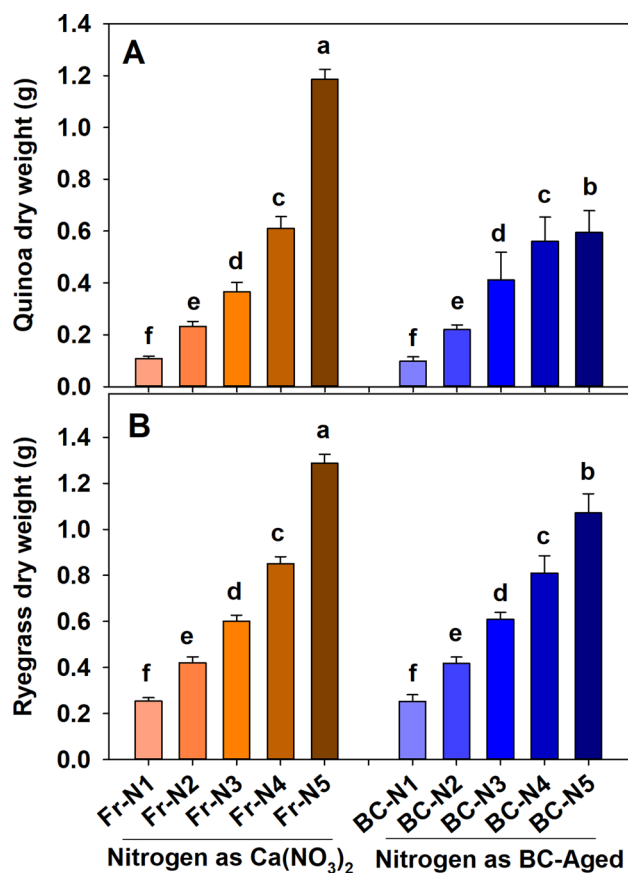 A
Quinoa dry weight (g)
1.4
1.2
1.0
0.8
0.6
0.4
0.2
0.0
f
e
d
c
a
f
e
d
c
b
B
Ryegrass dry weight (g)
1.4
1.2
1.0
0.8
0.6
0.4
0.2
0.0
f
e
d
c
a
f
e
d
c
b
Fr-N1
Fr-N2
Fr-N3
Fr-N4
Fr-N5
BC-N1
BC-N2
BC-N3
BC-N4
BC-N5
Nitrogen as Ca(NO₃)₂
Nitrogen as BC-Aged